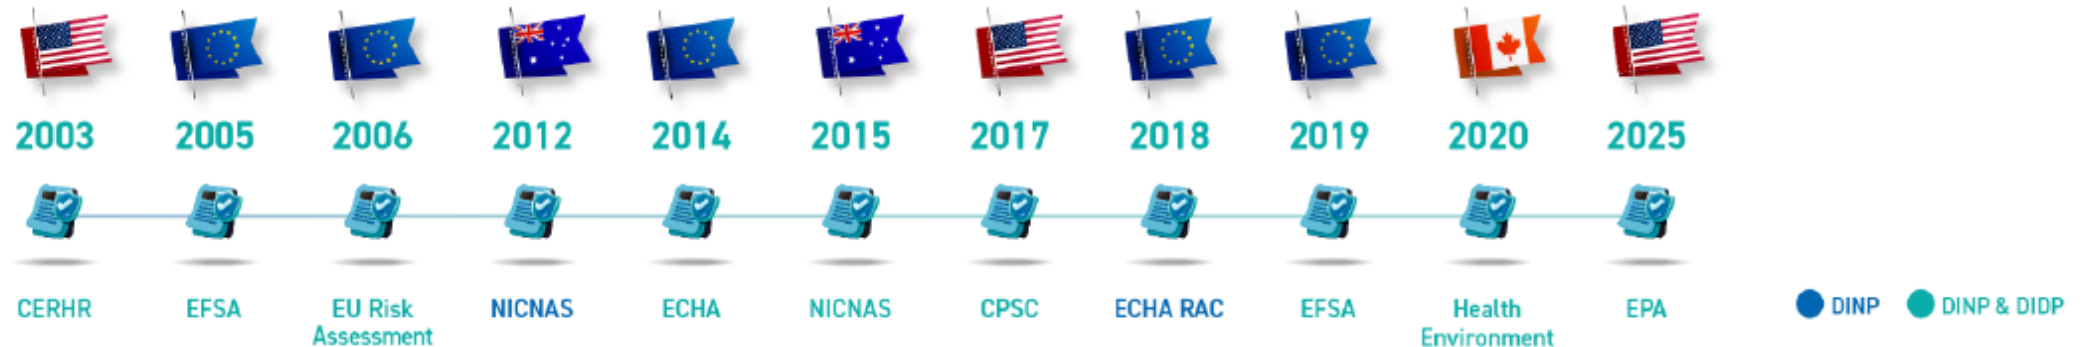 2003 2005 2006 2012 2014 2015 2017 2018 2019 2020 2025
CERHR EFSA EU Risk NICNAS ECHA NICNAS CPSC ECHA RAC EFSA Health EPA
Assessment Environment
DINP DINP & DIDP